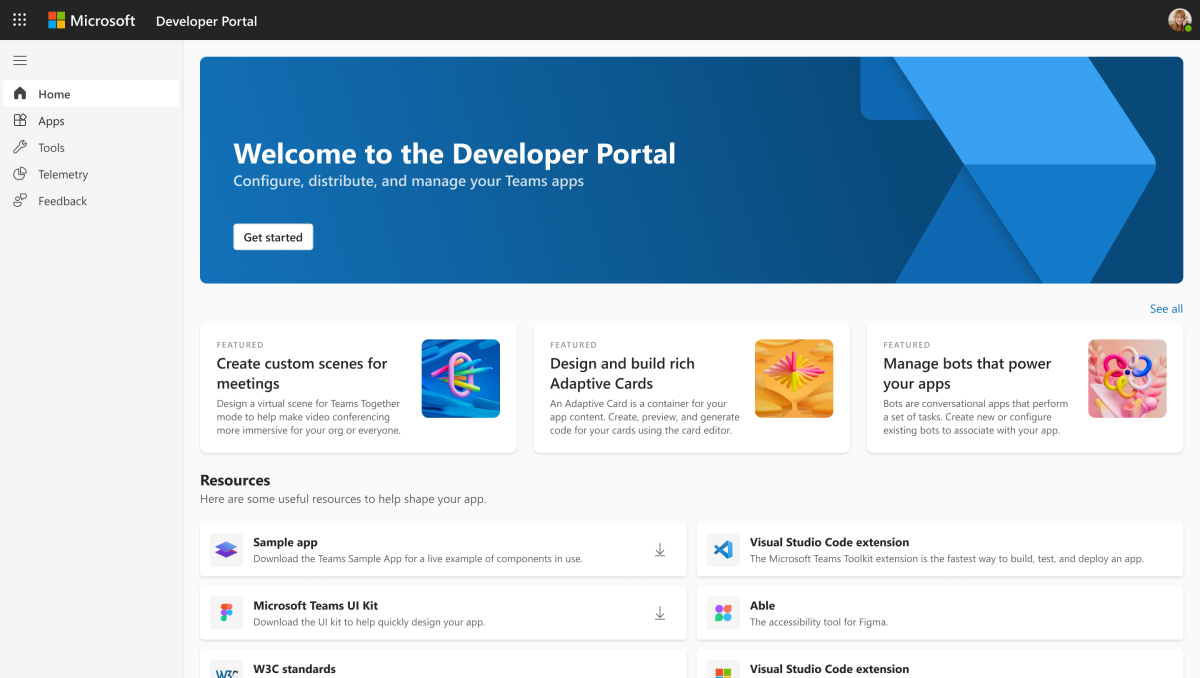 Microsoft Developer Portal
Home
Apps
Tools
Telemetry
Feedback
Welcome to the Developer Portal
Configure, distribute, and manage your Teams apps
Get started
See all
FEATURED
Create custom scenes for
meetings
Design a virtual scene for Teams Together
mode to help make video conferencing
more immersive for your org or everyone.
FEATURED
Design and build rich
Adaptive Cards
An Adaptive Card is a container for your
app content. Create, preview, and generate
code for your cards using the card editor.
FEATURED
Manage bots that power
your apps
Bots are conversational apps that perform
a set of tasks. Create new or configure
existing bots to associate with your app.
Resources
Here are some useful resources to help shape your app.
Sample app
Download the Teams Sample App for a live example of components in use.
Visual Studio Code extension
The Microsoft Teams Toolkit extension is the fastest way to build, test, and deploy an app.
Microsoft Teams UI Kit
Download the UI kit to help quickly design your app.
Able
The accessibility tool for Figma.
W3C
W3C standards
Visual Studio Code extension